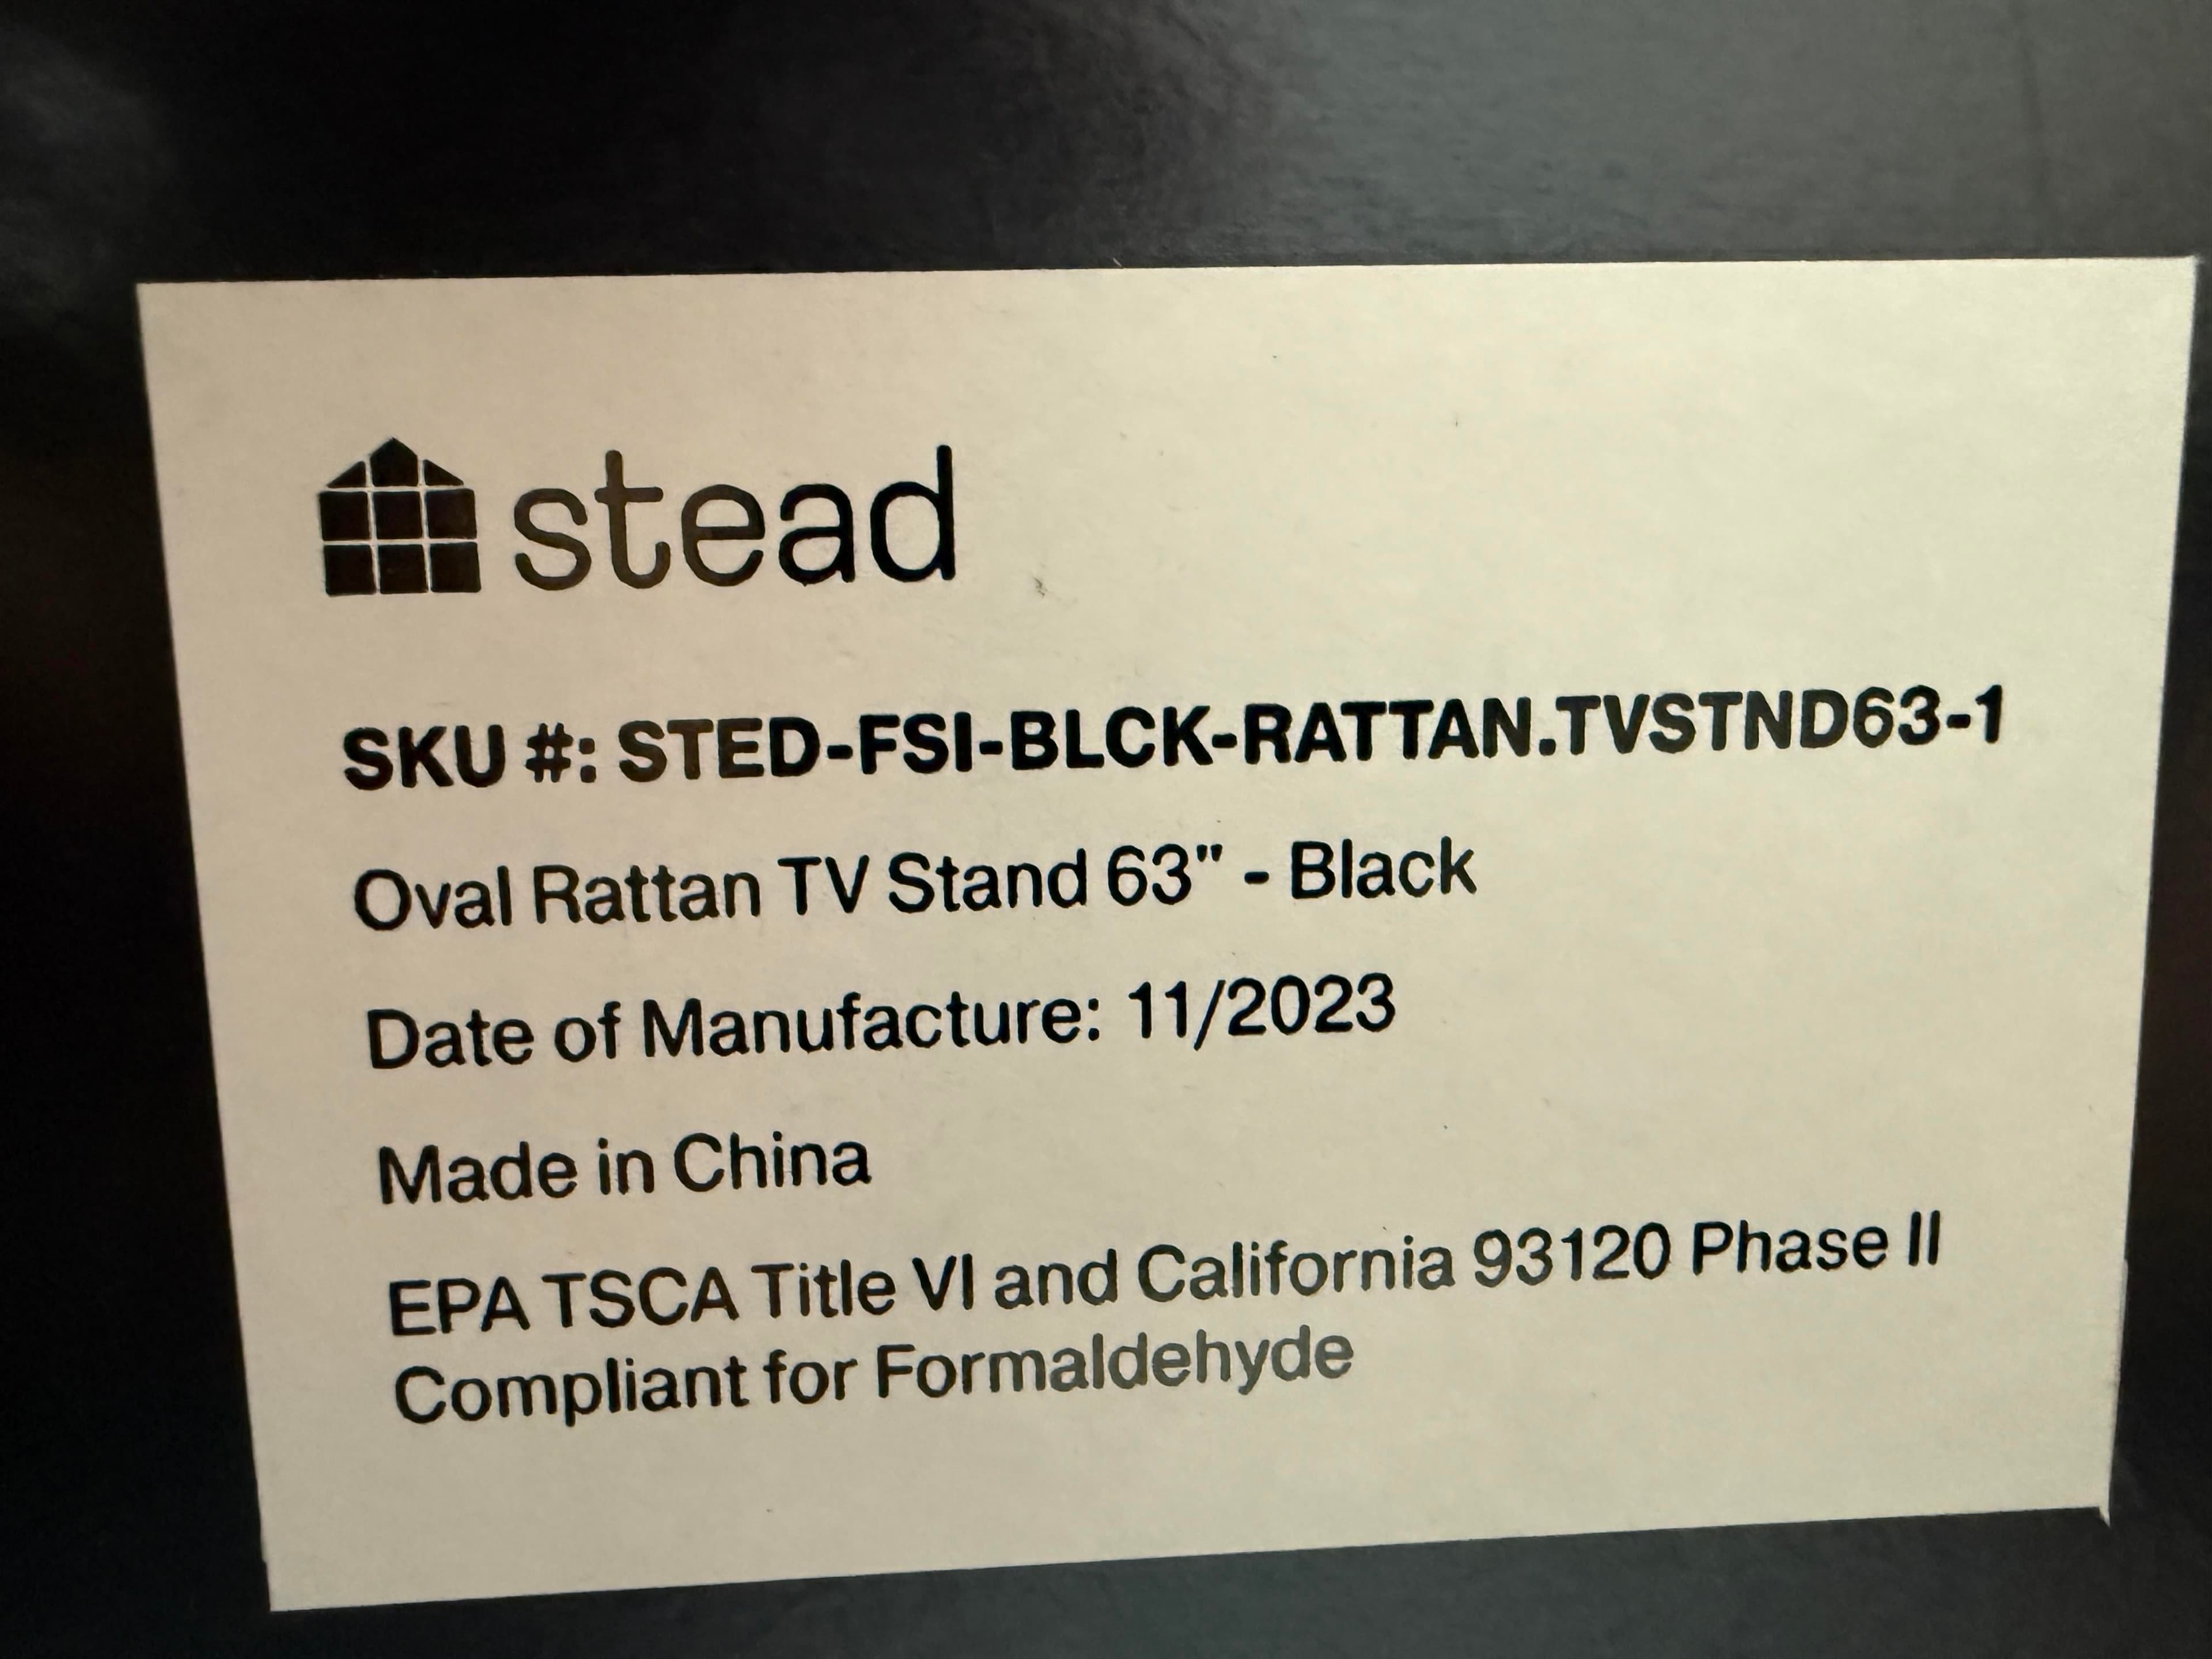 stead
SKU #: STED-FSI-BLCK-RATTAN.TVSTND63-1
Oval Rattan TV Stand 63" - Black
Date of Manufacture: 11/2023
Made in China
EPA TSCA Title VI and California 93120 Phase II
Compliant for Formaldehyde